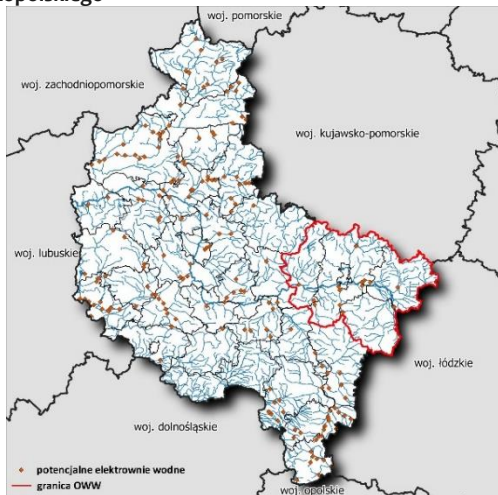 opolskiego
woj. pomorskie
woj. zachodniopomorskie
woj. kujawsko-pomorskie
woj. lubuskie
woj. łódzkie
woj. dolnośląskie
potencjalne elektrownie wodne
granica OWW
woj. opolskie